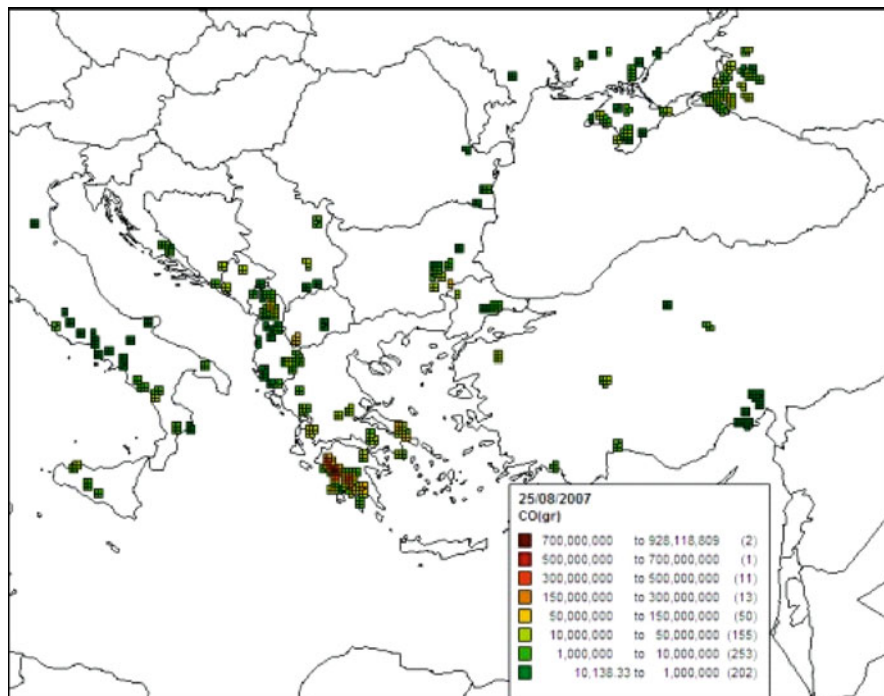 25/08/2007
CO(gr)
700,000,000 to 928,118,809 (2)
500,000,000 to 700,000,000 (1)
300,000,000 to 500,000,000 (11)
150,000,000 to 300,000,000 (13)
50,000,000 to 150,000,000 (50)
10,000,000 to 50,000,000 (155)
1,000,000 to 10,000,000 (253)
10,138.33 to 1,000,000 (202)